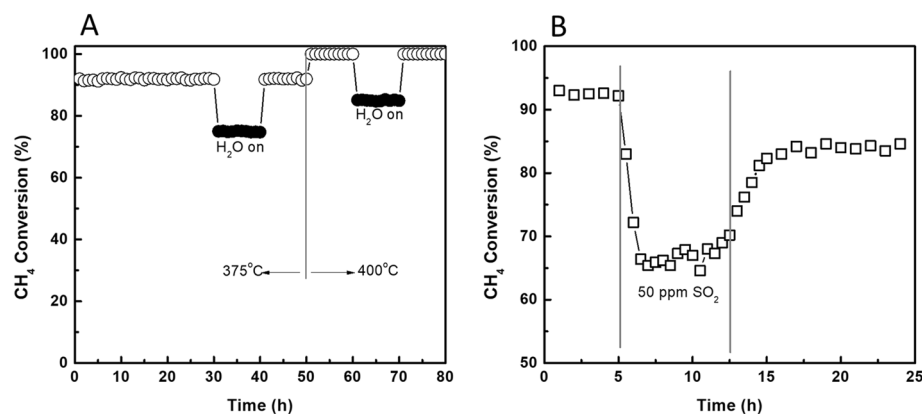 A
CH₄ Conversion (%)
100
80
60
40
20
0
H₂O on
H₂O on
375°C
400°C
0 10 20 30 40 50 60 70 80
Time (h)
B
CH₄ Conversion (%)
100
90
80
70
60
50
50 ppm SO₂
0 5 10 15 20 25
Time (h)